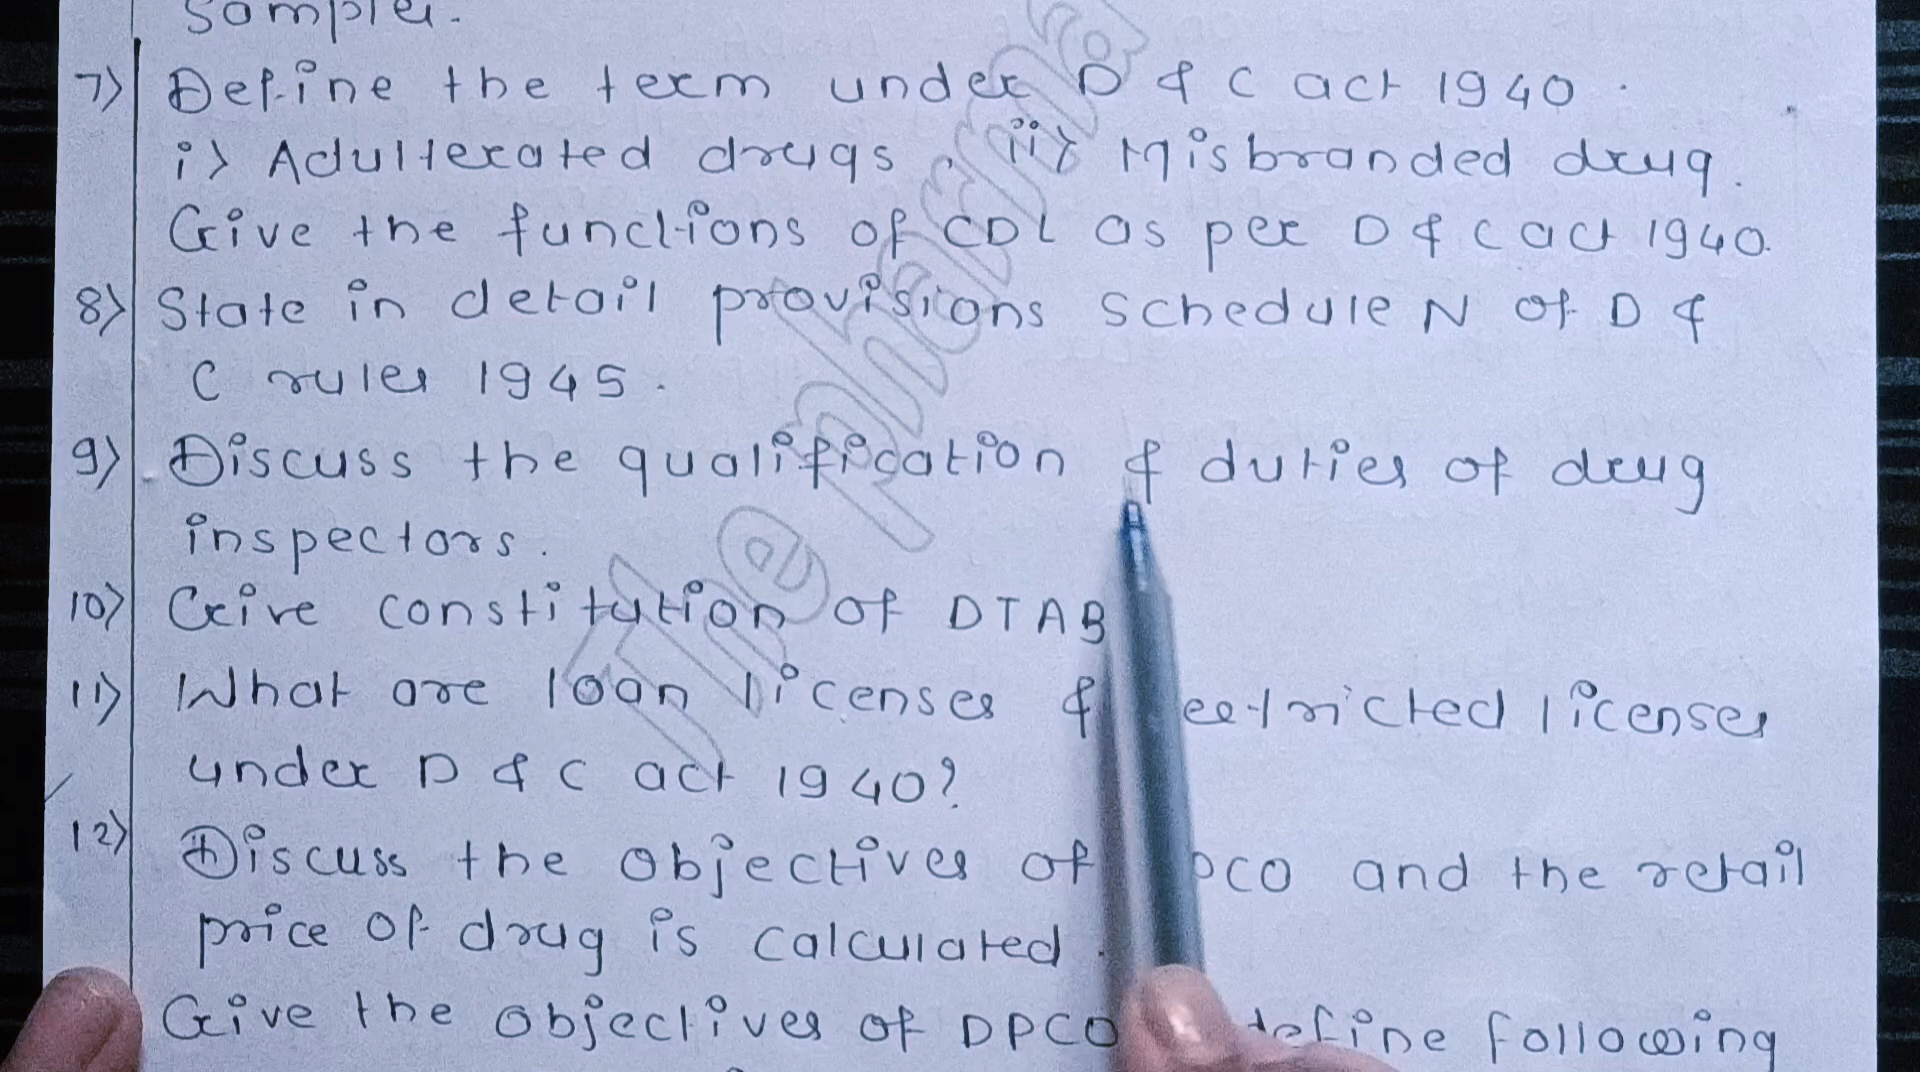 sample.
7) Define the term under D & C act 1940.
i) Adulterated drugs, ii) Misbranded drug.
Give the functions of CDL as per D & C act 1940.
8) State in detail provisions schedule N of D &
C rules 1945.
9) Discuss the qualification & duties of drug
inspectors.
10) Give constitution of DTAB
11) What are loan licenses & licenses
under D & C act 1940?
12) Discuss the objectives of and the retail
price of drug is calculated.
Give the objectives of DPCO define following
The pharma